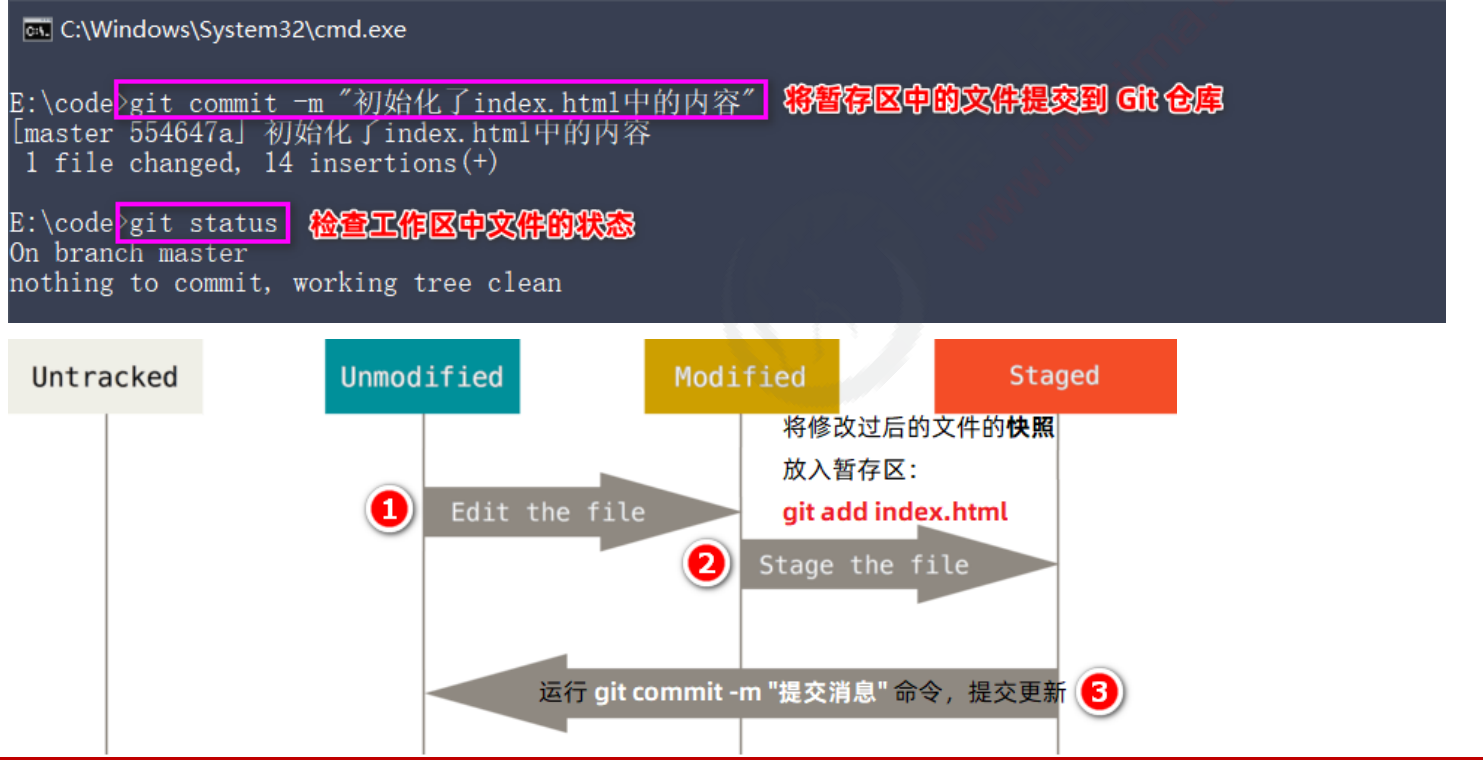 C:\Windows\System32\cmd.exe
E:\code>git commit -m "初始化了index.html中的内容" 将暂存区中的文件提交到 Git 仓库
[master 554647a] 初始化了index.html中的内容
1 file changed, 14 insertions(+)
E:\code>git status 检查工作区中文件的状态
On branch master
nothing to commit, working tree clean
Untracked Unmodified Modified Staged
将修改过后的文件的快照
放入暂存区：
git add index.html
1 Edit the file
2 Stage the file
运行 git commit -m "提交消息" 命令，提交更新 3